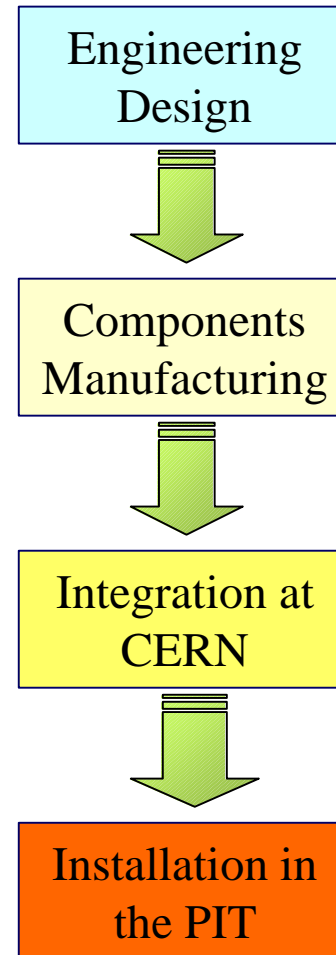 Engineering
Design
Components
Manufacturing
Integration at
CERN
Installation in
the PIT